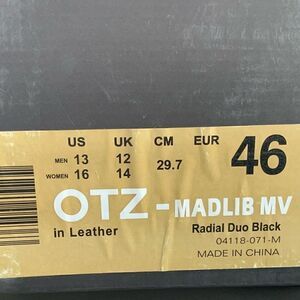 US UK CM EUR
MEN 13 12 29.7 46
WOMEN 16 14
OTZ - MADLIB MV
in Leather Radial Duo Black
04118-071-M
MADE IN CHINA